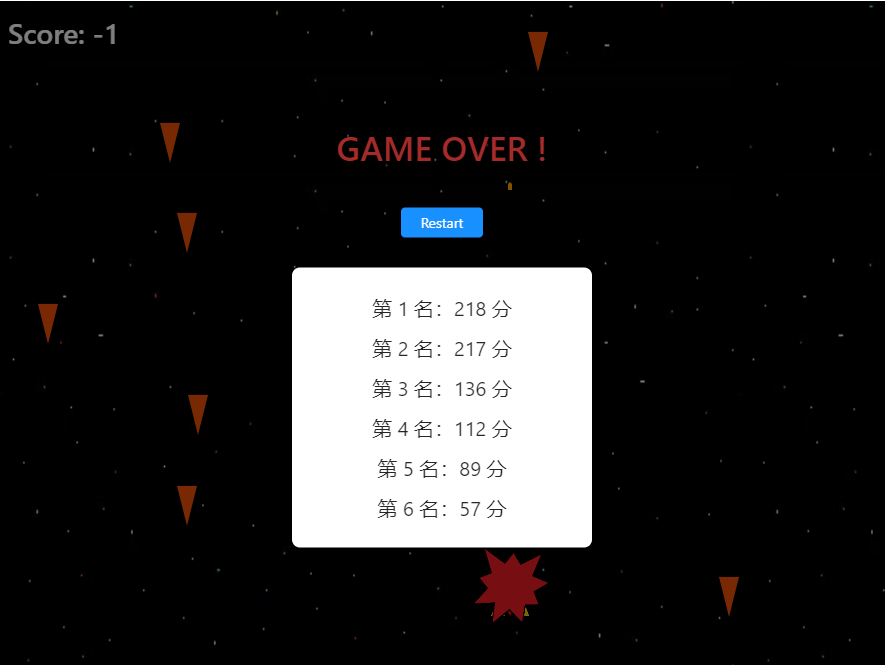 Score: -1
GAME OVER !
Restart
第 1 名：218 分
第 2 名：217 分
第 3 名：136 分
第 4 名：112 分
第 5 名：89 分
第 6 名：57 分